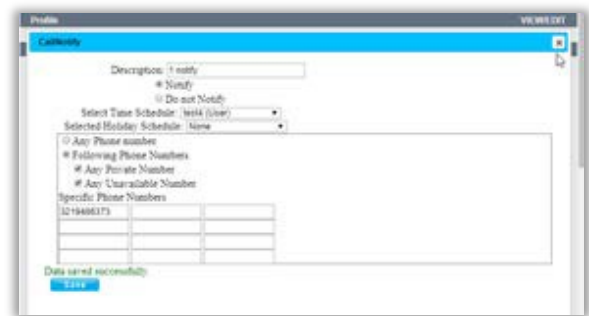 Profile VIEW/EDIT
CallNotify
Description: 1 notify
Notify
Do not Notify
Select Time Schedule: test4 (User)
Selected Holiday Schedule: None
Any Phone number
Following Phone Numbers
Any Private Number
Any Unavailable Number
Specific Phone Numbers
3219486373
Data saved successfully.
Save